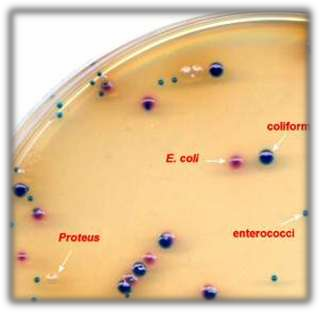 coliform
E. coli
enterococci
Proteus